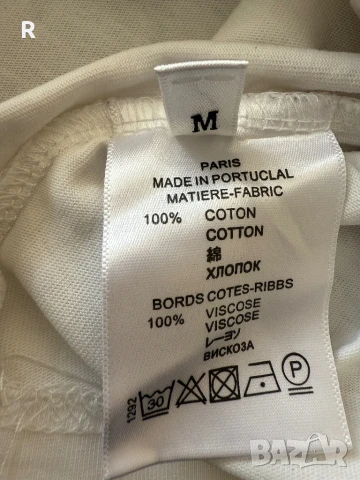 R
M
PARIS
MADE IN PORTUCLAL
MATIERE-FABRIC
100% COTON
COTTON
綿
ХЛОПОК
BORDS COTES-RIBBS
100% VISCOSE
VISCOSE
レーヨン
ВИСКОЗА
1292
30
P
BAZAR